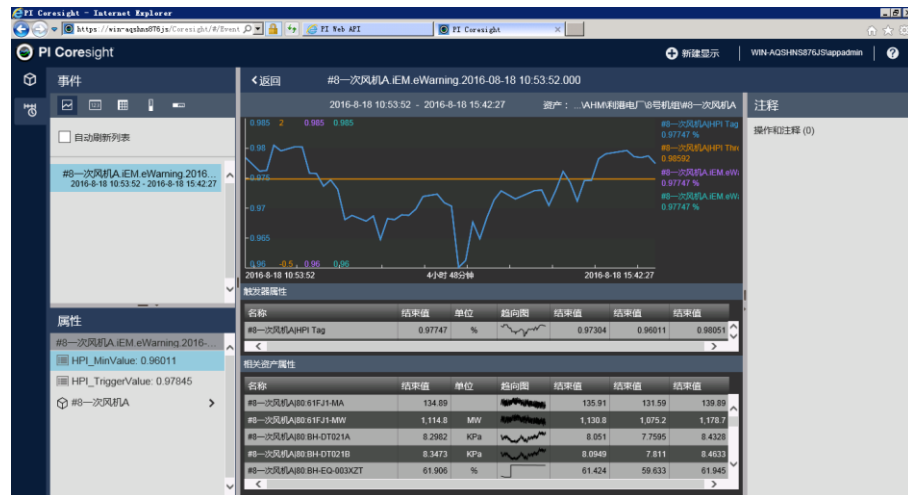 PI Coresight - Internet Explorer
https://win-aqshns876js/Coresight/#/Event
PI Web API
PI Coresight
PI Coresight
新建显示
WIN-AQSHNS876JS\appadmin
事件
自动刷新列表
#8一次风机A.iEM.eWarning.2016...
2016-8-18 10:53:52 - 2016-8-18 15:42:27
属性
#8一次风机A.iEM.eWarning.2016-...
HPI_MinValue: 0.96011
HPI_TriggerValue: 0.97845
#8一次风机A
返回
#8一次风机A.iEM.eWarning.2016-08-18 10:53:52.000
2016-8-18 10:53:52 - 2016-8-18 15:42:27
资产： ...\AHM\利港电厂\8号机组\#8一次风机A
0.985 2 0.985 0.985
0.98
0.975
0.97
0.965
0.96 -0.5 0.96 0.96
#8一次风机A|HPI Tag
0.97747 %
#8一次风机A|HPI Thre
0.98592
#8一次风机A.iEM.eWa
0.97747 %
#8一次风机A.iEM.eWa
0.97747 %
2016-8-18 10:53:52 4小时 48分钟 2016-8-18 15:42:27
触发器属性
名称 结束值 单位 趋向图 结束值 结束值 结束值
#8一次风机A|HPI Tag 0.97747 % 0.97304 0.96011 0.98051
相关资产属性
名称 结束值 单位 趋向图 结束值 结束值 结束值
#8一次风机A|80:61FJ1-MA 134.89 135.91 131.59 139.89
#8一次风机A|80:61FJ1-MW 1,114.8 MW 1,130.8 1,075.2 1,178.7
#8一次风机A|80:BH-DT021A 8.2982 KPa 8.051 7.7595 8.4328
#8一次风机A|80:BH-DT021B 8.3473 KPa 8.0949 7.811 8.4633
#8一次风机A|80:BH-EQ-003XZT 61.906 % 61.424 59.633 61.945
注释
操作和注释 (0)